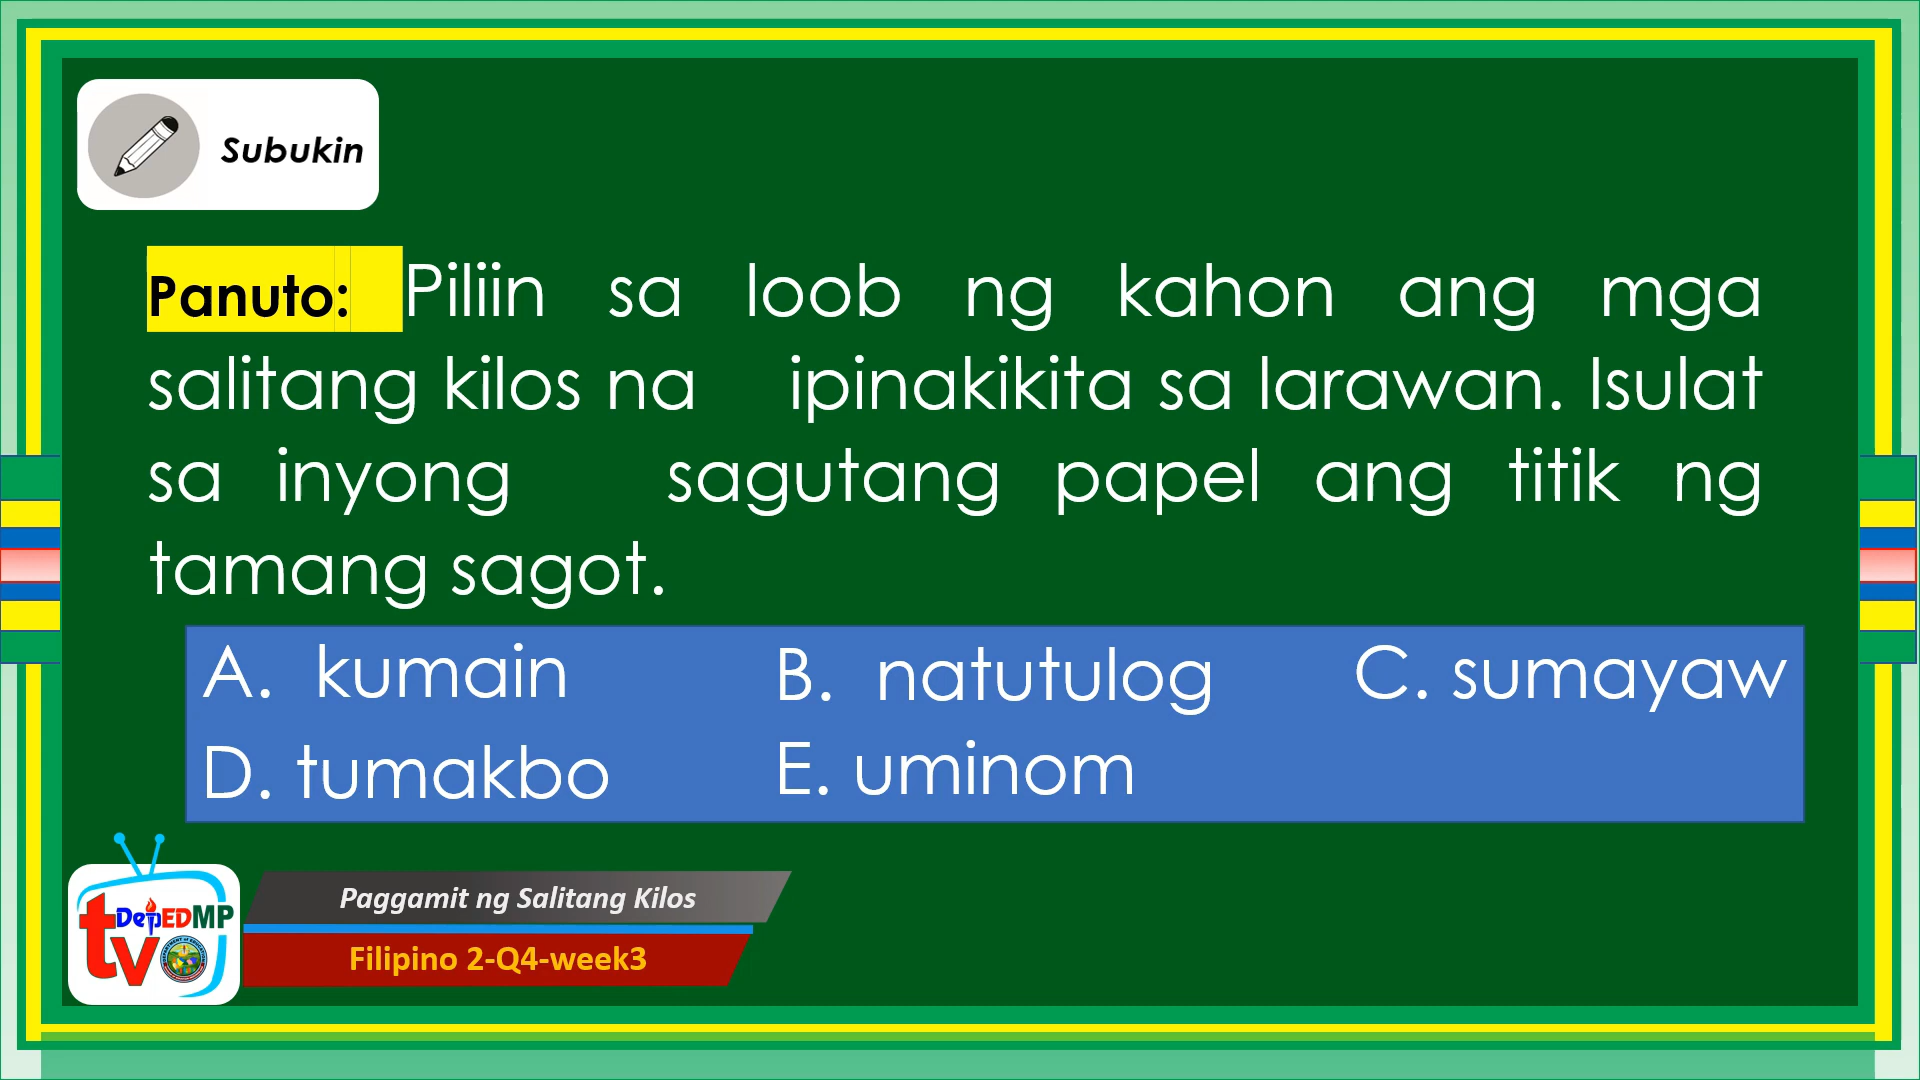 Subukin
Panuto: Piliin sa loob ng kahon ang mga
salitang kilos na ipinakikita sa larawan. Isulat
sa inyong sagutang papel ang titik ng
tamang sagot.
A. kumain B. natutulog C. sumayaw
D. tumakbo E. uminom
Paggamit ng Salitang Kilos
DepEDMP
tv
Filipino 2-Q4-week3